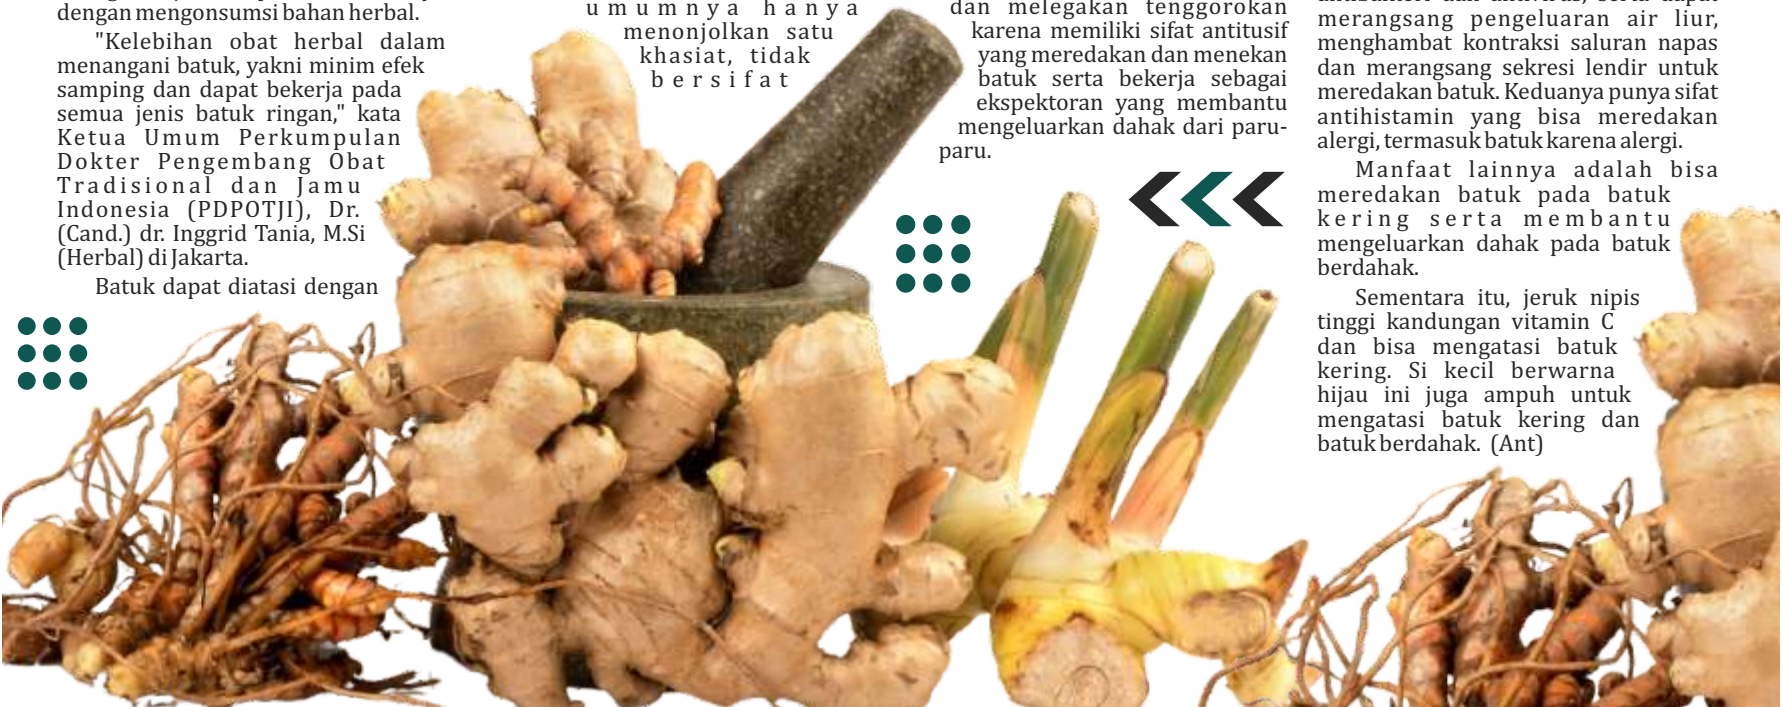 dengan mengonsumsi bahan herbal.
"Kelebihan obat herbal dalam
menangani batuk, yakni minim efek
samping dan dapat bekerja pada
semua jenis batuk ringan," kata
Ketua Umum Perkumpulan
Dokter Pengembang Obat
Tradisional dan Jamu
Indonesia (PDPOTJI), Dr.
(Cand.) dr. Inggrid Tania, M.Si
(Herbal) di Jakarta.
Batuk dapat diatasi dengan
umumnya hanya
menonjolkan satu
khasiat, tidak
bersifat
dan melegakan tenggorokan
karena memiliki sifat antitusif
yang meredakan dan menekan
batuk serta bekerja sebagai
ekspektoran yang membantu
mengeluarkan dahak dari paru-
paru.
merangsang pengeluaran air liur,
menghambat kontraksi saluran napas
dan merangsang sekresi lendir untuk
meredakan batuk. Keduanya punya sifat
antihistamin yang bisa meredakan
alergi, termasuk batuk karena alergi.
Manfaat lainnya adalah bisa
meredakan batuk pada batuk
kering serta membantu
mengeluarkan dahak pada batuk
berdahak.
Sementara itu, jeruk nipis
tinggi kandungan vitamin C
dan bisa mengatasi batuk
kering. Si kecil berwarna
hijau ini juga ampuh untuk
mengatasi batuk kering dan
batuk berdahak. (Ant)